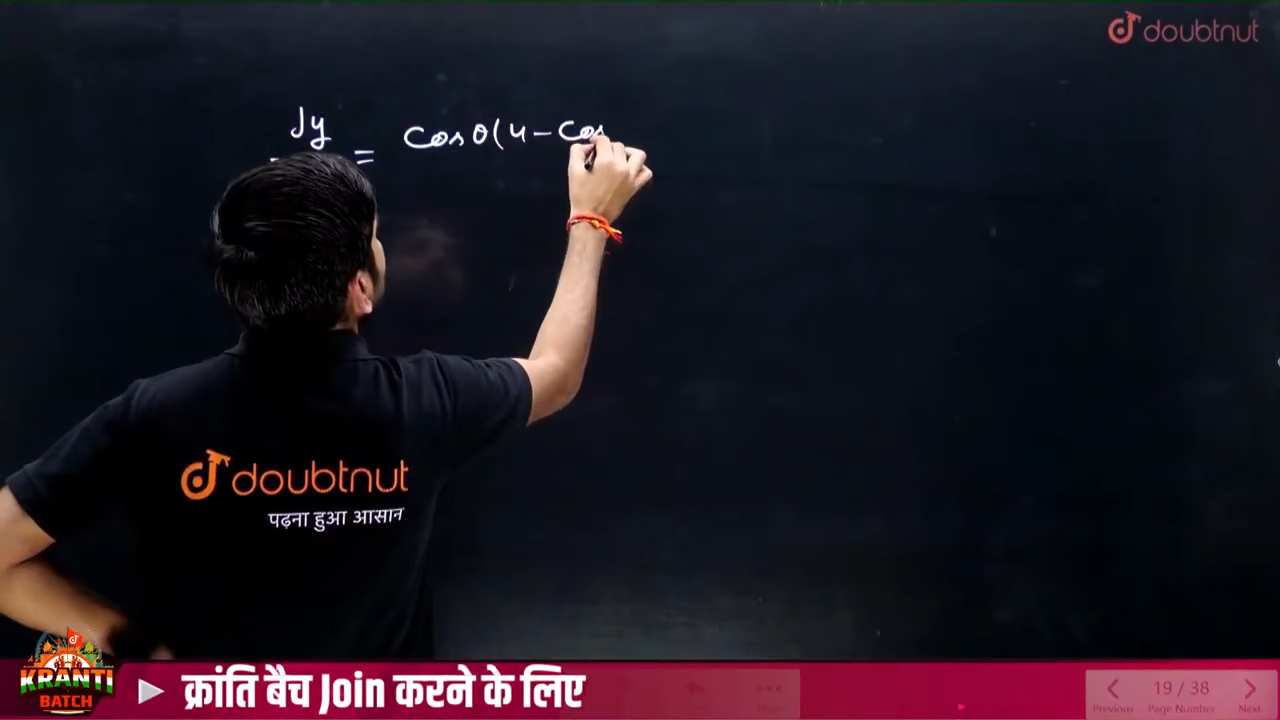 doubtnut
dy
= cosθ(4-cos
doubtnut
पढ़ना हुआ आसान
KRANTI
BATCH
क्रांति बैच Join करने के लिए
19 / 38
Previous Page Number Next